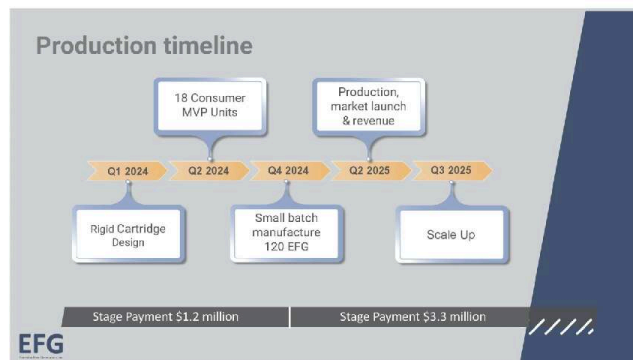 Production timeline
18 Consumer
MVP Units
Production,
market launch
& revenue
Q1 2024
Q2 2024
Q4 2024
Q2 2025
Q3 2025
Rigid Cartridge
Design
Small batch
manufacture
120 EFG
Scale Up
Stage Payment $1.2 million
Stage Payment $3.3 million
EFG